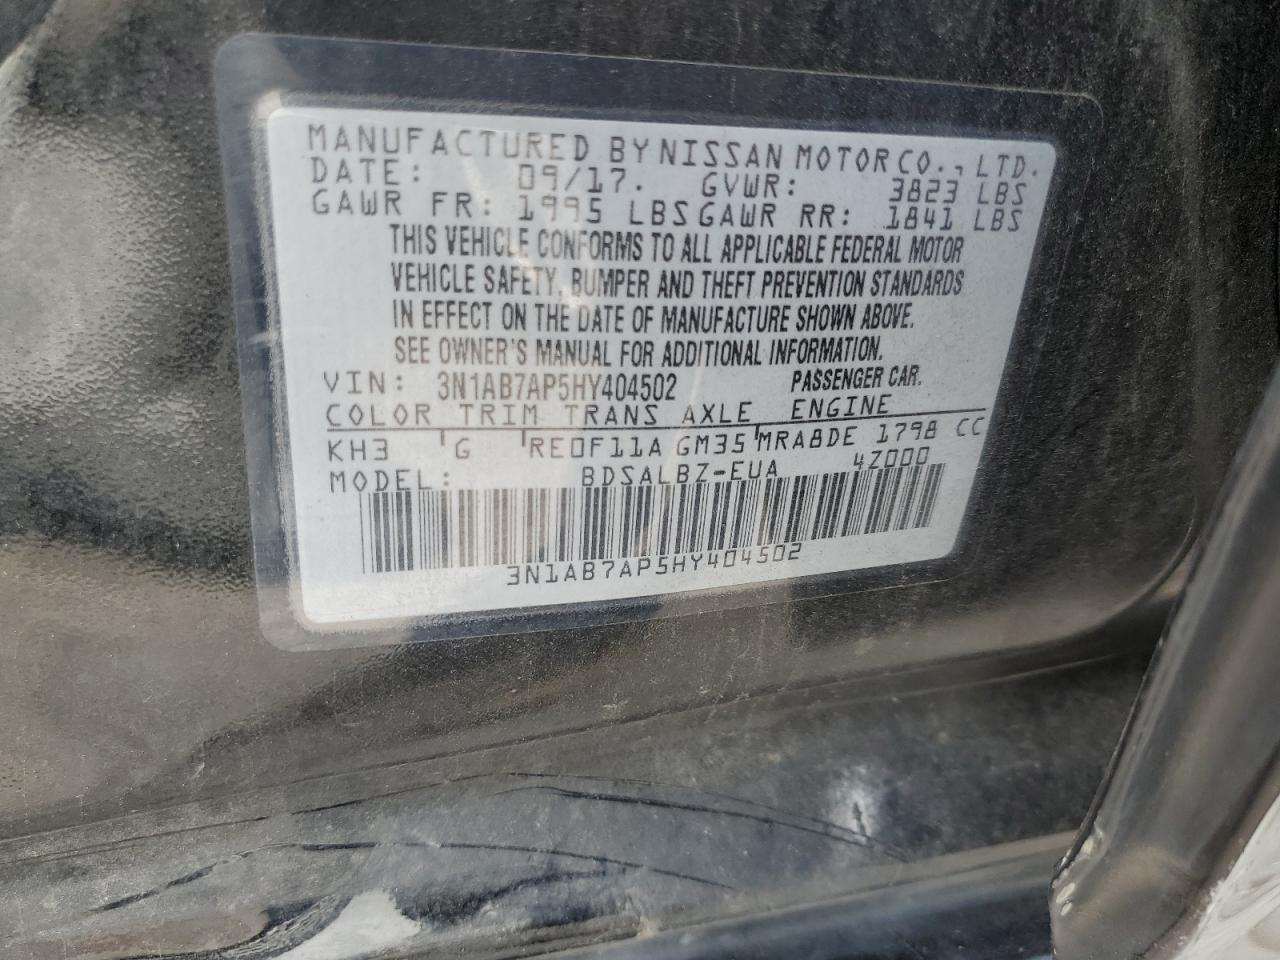 MANUFACTURED BY NISSAN MOTOR CO., LTD.
DATE: 09/17. GVWR: 3823 LBS
GAWR FR: 1995 LBS GAWR RR: 1841 LBS
THIS VEHICLE CONFORMS TO ALL APPLICABLE FEDERAL MOTOR
VEHICLE SAFETY, BUMPER AND THEFT PREVENTION STANDARDS
IN EFFECT ON THE DATE OF MANUFACTURE SHOWN ABOVE.
SEE OWNER'S MANUAL FOR ADDITIONAL INFORMATION.
VIN: 3N1AB7AP5HY404502 PASSENGER CAR.
COLOR TRIM TRANS AXLE ENGINE
KH3 G RE0F11A GM35 MRA8DE 1798 CC
MODEL: BDSALBZ-EUA 4Z000
3N1AB7AP5HY404502